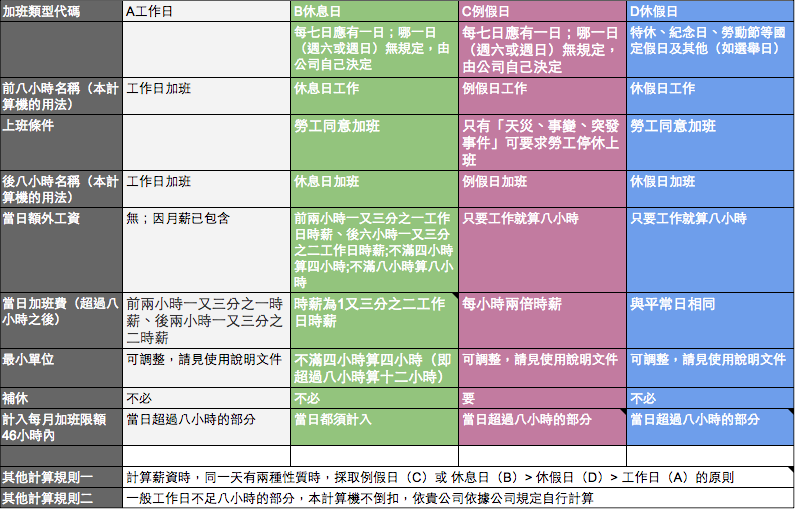 加班類型代碼
A工作日
B休息日
C例假日
D休假日
每七日應有一日；哪一日
（週六或週日）無規定，由
公司自己決定
每七日應有一日；哪一日
（週六或週日）無規定，
由公司自己決定
特休、紀念日、勞動節等國
定假日及其他（如選舉日）
前八小時名稱（本計
算機的用法）
工作日加班
休息日工作
例假日工作
休假日工作
上班條件
勞工同意加班
只有「天災、事變、突發
事件」可要求勞工停休上
班
勞工同意加班
後八小時名稱（本計
算機的用法）
工作日加班
休息日加班
例假日加班
休假日加班
當日額外工資
無；因月薪已包含
前兩小時一又三分之一工作
日時薪、後六小時一又三分
之二工作日時薪;不滿四小時
算四小時;不滿八小時算八小
時
只要工作就算八小時
只要工作就算八小時
當日加班費（超過八
小時之後）
前兩小時一又三分之一時
薪、後兩小時一又三分之
二時薪
時薪為1又三分之二工作
日時薪
每小時兩倍時薪
與平常日相同
最小單位
可調整，請見使用說明文件
不滿四小時算四小時（即
超過八小時算十二小時）
可調整，請見使用說明文件
可調整，請見使用說明文件
補休
不必
不必
要
不必
計入每月加班限額
46小時內
當日超過八小時的部分
當日都須計入
當日超過八小時的部分
當日超過八小時的部分
其他計算規則一
計算薪資時，同一天有兩種性質時，採取例假日（C）或 休息日（B）> 休假日（D）> 工作日（A）的原則
其他計算規則二
一般工作日不足八小時的部分，本計算機不倒扣，依貴公司依據公司規定自行計算